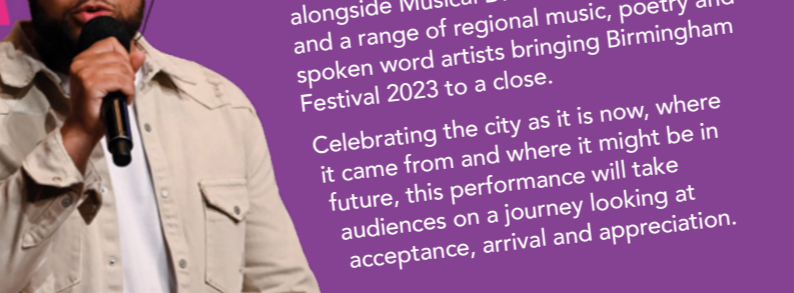 alongside Musical
and a range of regional music, poetry and
spoken word artists bringing Birmingham
Festival 2023 to a close.
Celebrating the city as it is now, where
it came from and where it might be in
future, this performance will take
audiences on a journey looking at
acceptance, arrival and appreciation.